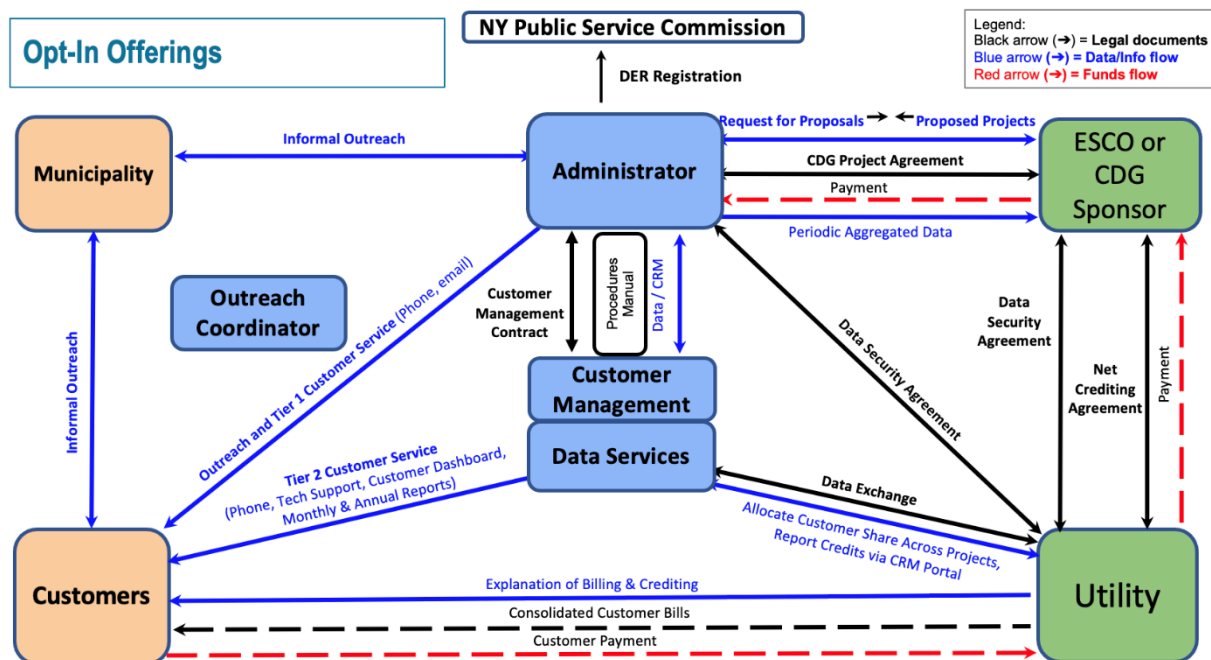 Opt-In Offerings
NY Public Service Commission
Legend:
Black arrow (➔) = Legal documents
Blue arrow (➔) = Data/Info flow
Red arrow (➔) = Funds flow
DER Registration
Municipality
Informal Outreach
Administrator
Request for Proposals
Proposed Projects
CDG Project Agreement
Payment
Periodic Aggregated Data
ESCO or
CDG
Sponsor
Outreach
Coordinator
Informal Outreach
Outreach and Tier 1 Customer Service (Phone, email)
Customer
Management
Contract
Procedures
Manual
Data / CRM
Data Security Agreement
Data
Security
Agreement
Net
Crediting
Agreement
Payment
Customer
Management
Data Services
Tier 2 Customer Service
(Phone, Tech Support, Customer Dashboard,
Monthly & Annual Reports)
Data Exchange
Allocate Customer Share Across Projects,
Report Credits via CRM Portal
Customers
Explanation of Billing & Crediting
Consolidated Customer Bills
Customer Payment
Utility